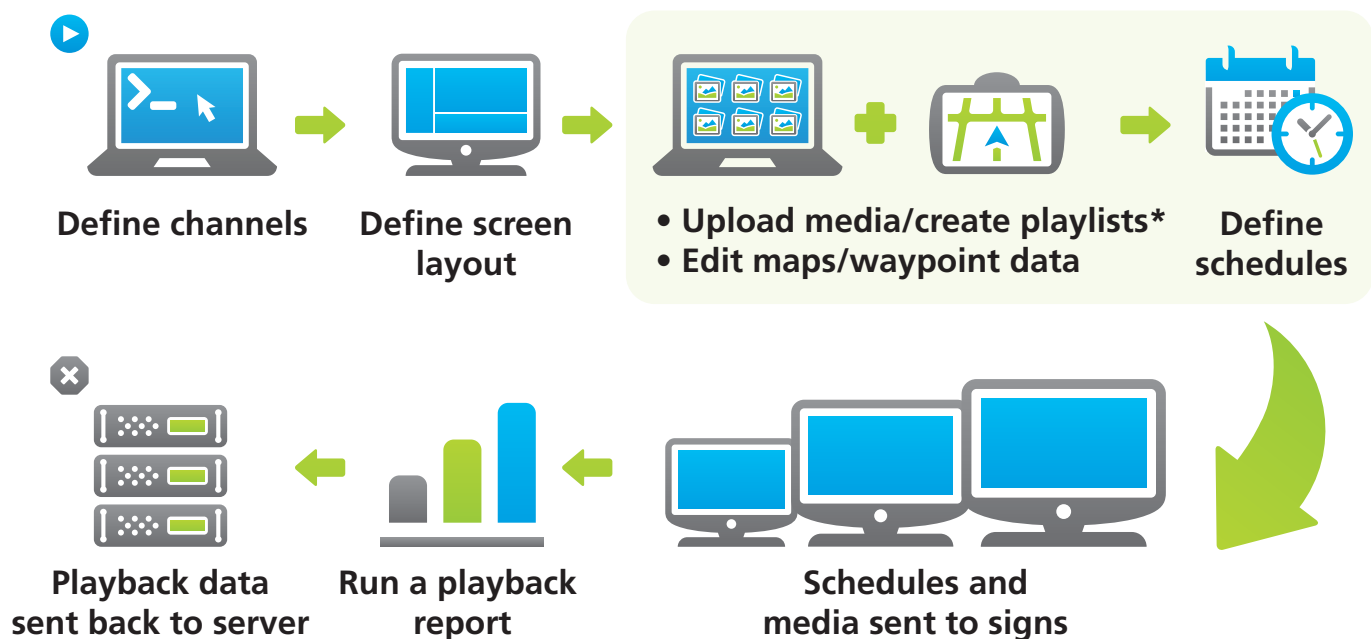 Define channels
Define screen
layout
• Upload media/create playlists*
• Edit maps/waypoint data
Define
schedules
Playback data
sent back to server
Run a playback
report
Schedules and
media sent to signs